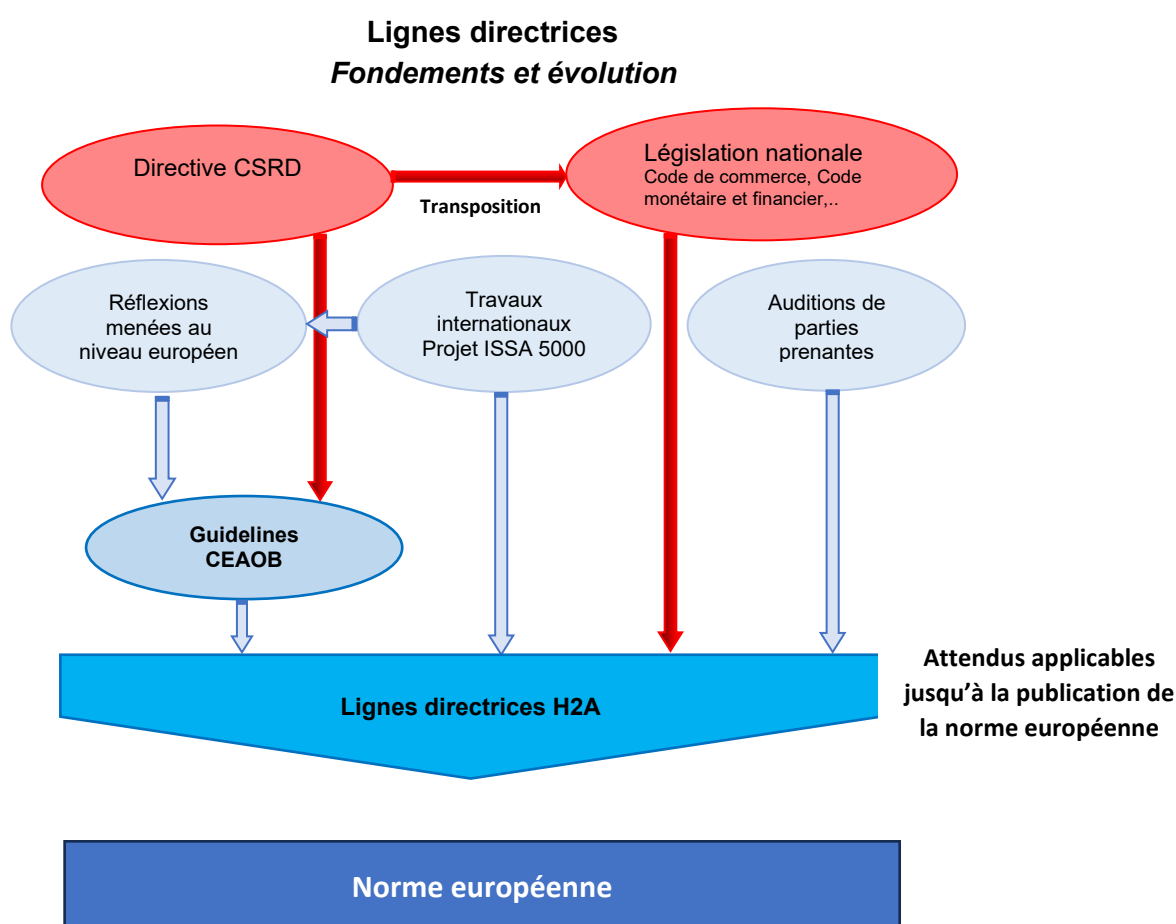 Lignes directrices
Fondements et évolution
Directive CSRD
Transposition
Législation nationale
Code de commerce, Code
monétaire et financier,..
Réflexions
menées au
niveau européen
Travaux
internationaux
Projet ISSA 5000
Auditions de
parties
prenantes
Guidelines
CEAOB
Lignes directrices H2A
Attendus applicables
jusqu’à la publication de
la norme européenne
Norme européenne